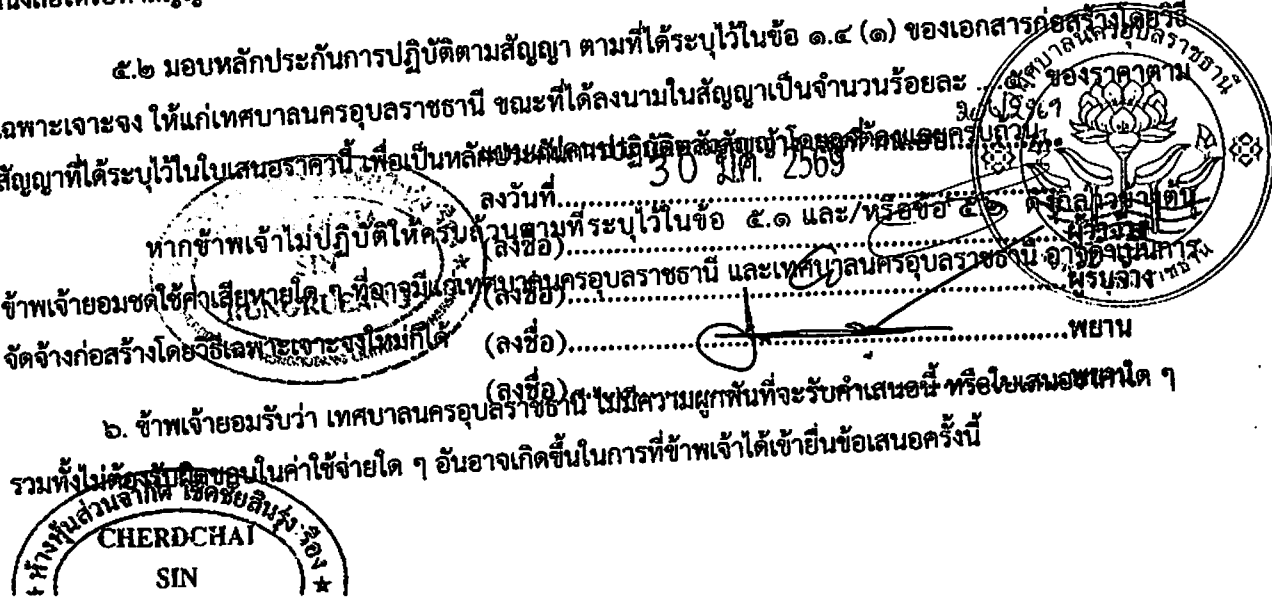 ๕.๒ มอบหลักประกันการปฏิบัติตามสัญญา ตามที่ได้ระบุไว้ในข้อ ๑.๔ (๑) ของเอกสารก่อสร้างโดยวิธี
เฉพาะเจาะจง ให้แก่เทศบาลนครอุบลราชธานี ขณะที่ได้ลงนามในสัญญาเป็นจำนวนร้อยละ ...๕... ของราคาตาม
สัญญาที่ได้ระบุไว้ในใบเสนอราคานี้ เพื่อเป็นหลักประกันการปฏิบัติตามสัญญาโดยถูกต้องและครบถ้วน
ลงวันที่ 30 ม.ค. 2569
หากข้าพเจ้าไม่ปฏิบัติให้ครบถ้วนตามที่ระบุไว้ในข้อ ๕.๑ และ/หรือข้อ ๕.๒ ดังกล่าวข้างต้น
(ลงชื่อ) ผู้ว่าจ้าง
ข้าพเจ้ายอมชดใช้ค่าเสียหายใด ๆ ที่อาจมีแก่เทศบาลนครอุบลราชธานี และเทศบาลนครอุบลราชธานี อาจดำเนินการ
(ลงชื่อ) ผู้รับจ้าง
จัดจ้างก่อสร้างโดยวิธีเฉพาะเจาะจงใหม่ก็ได้
(ลงชื่อ) พยาน
(ลงชื่อ) พยาน
๖. ข้าพเจ้ายอมรับว่า เทศบาลนครอุบลราชธานี ไม่มีความผูกพันที่จะรับคำเสนอนี้ หรือใบเสนอราคาใด ๆ
รวมทั้งไม่ต้องรับผิดชอบในค่าใช้จ่ายใด ๆ อันอาจเกิดขึ้นในการที่ข้าพเจ้าได้เข้ายื่นข้อเสนอครั้งนี้
เทศบาลนครอุบลราชธานี
RUNGRUEANG
ห้างหุ้นส่วนจำกัด เชิดชัยสินรุ่งเรือง
CHERDCHAI
SIN